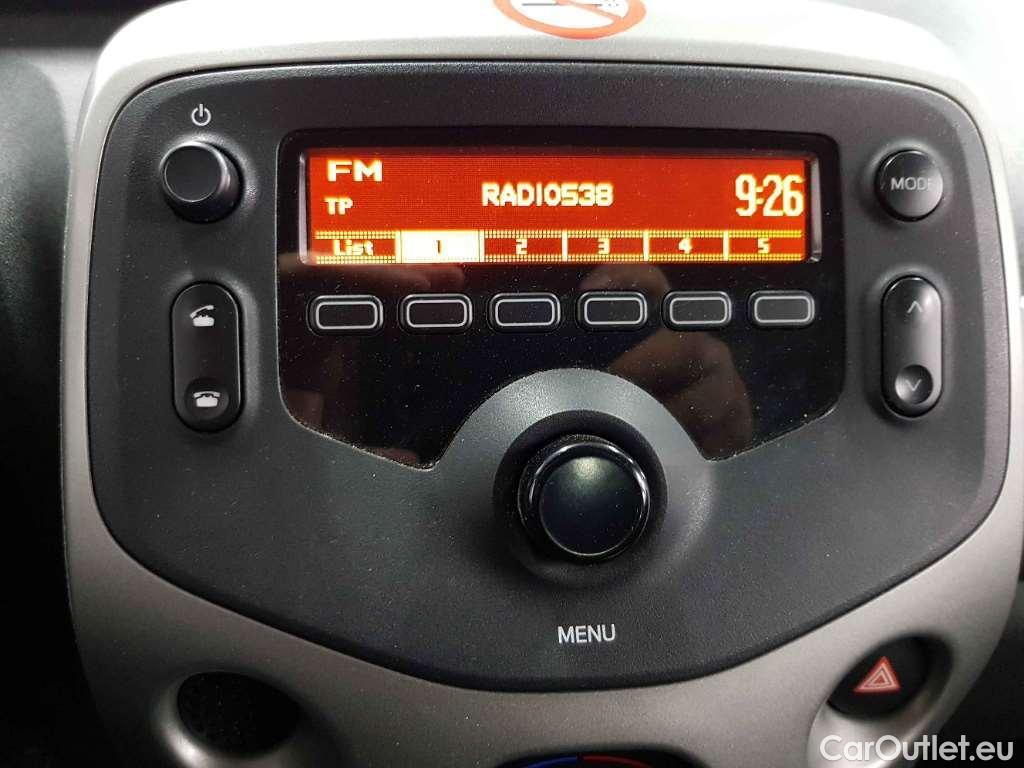 FM
RADIO538
9:26
TP
List 1 2 3 4 5
MODE
MENU
CarOutlet.eu